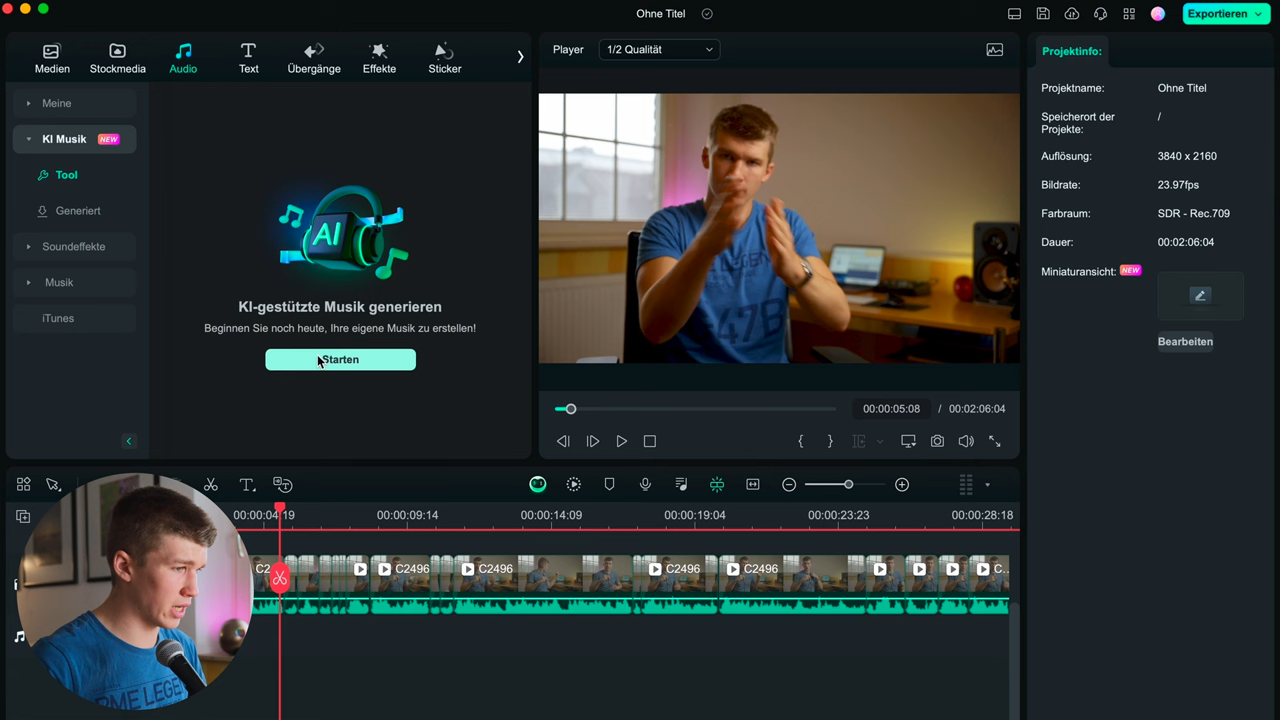 Ohne Titel
Exportieren
Medien
Stockmedia
Audio
Text
Übergänge
Effekte
Sticker
Player
1/2 Qualität
Projektinfo:
Meine
KI Musik NEW
Tool
Generiert
Soundeffekte
Musik
iTunes
AI
KI-gestützte Musik generieren
Beginnen Sie noch heute, Ihre eigene Musik zu erstellen!
Starten
47B
Projektname: Ohne Titel
Speicherort der Projekte: /
Auflösung: 3840 x 2160
Bildrate: 23.97fps
Farbraum: SDR - Rec.709
Dauer: 00:02:06:04
Miniaturansicht: NEW
Bearbeiten
00:00:05:08 / 00:02:06:04
00:00:04:19
00:00:09:14
00:00:14:09
00:00:19:04
00:00:23:23
00:00:28:18
C2
C2496
C2496
C2496
C2496
C..